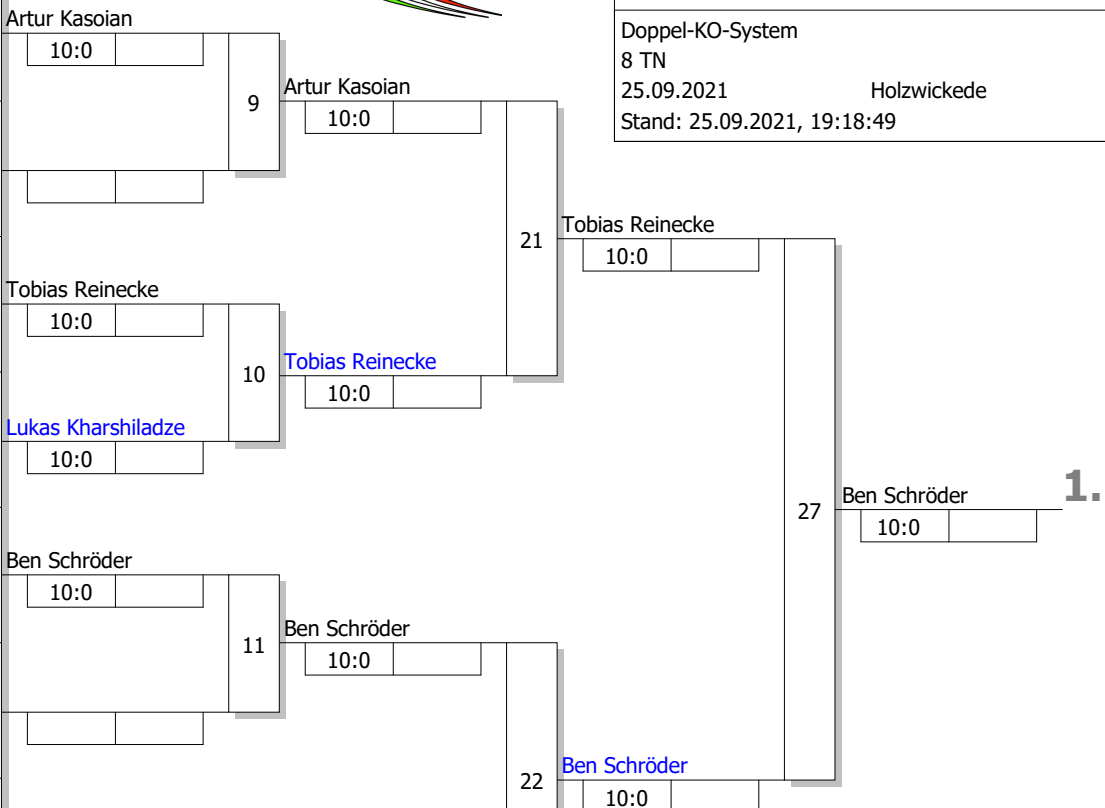 Artur Kasoian
10:0
Doppel-KO-System
8 TN
25.09.2021 Holzwickede
Stand: 25.09.2021, 19:18:49
9
Artur Kasoian
10:0
21
Tobias Reinecke
10:0
Tobias Reinecke
10:0
10
Tobias Reinecke
10:0
Lukas Kharshiladze
10:0
27
Ben Schröder
10:0
1.
Ben Schröder
10:0
11
Ben Schröder
10:0
22
Ben Schröder
10:0